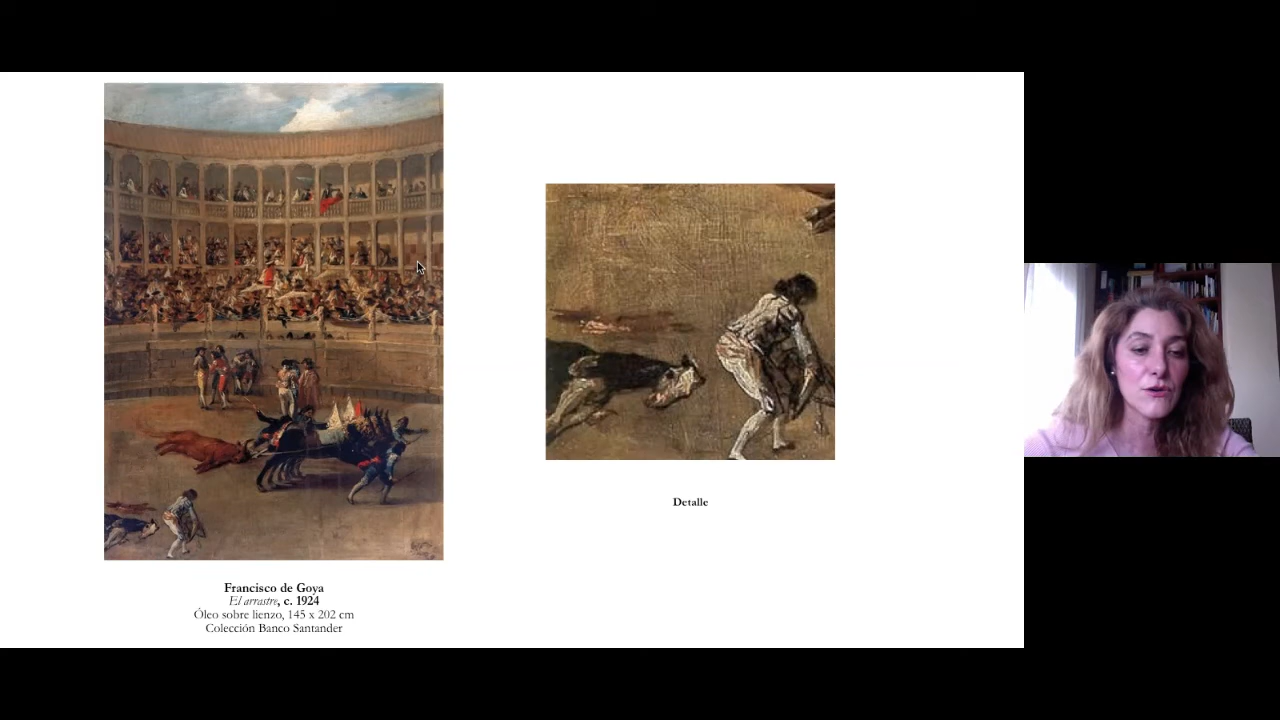 Detalle
Francisco de Goya
El arrastre, c. 1924
Óleo sobre lienzo, 145 x 202 cm
Colección Banco Santander